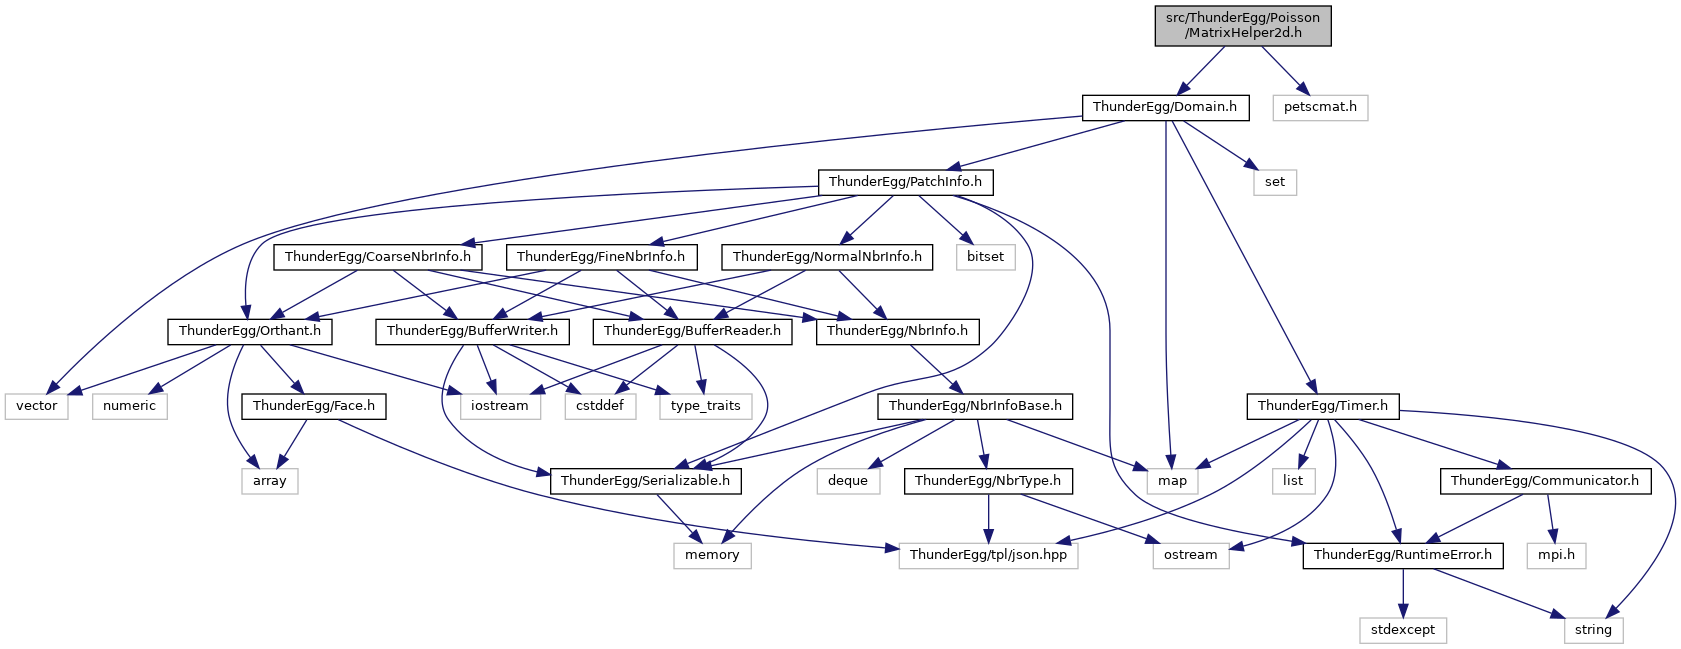 src/ThunderEgg/Poisson
/MatrixHelper2d.h
ThunderEgg/Domain.h
petscmat.h
ThunderEgg/PatchInfo.h
set
ThunderEgg/CoarseNbrInfo.h
ThunderEgg/FineNbrInfo.h
ThunderEgg/NormalNbrInfo.h
bitset
ThunderEgg/Orthant.h
ThunderEgg/BufferWriter.h
ThunderEgg/BufferReader.h
ThunderEgg/NbrInfo.h
vector
numeric
ThunderEgg/Face.h
iostream
cstddef
type_traits
ThunderEgg/NbrInfoBase.h
ThunderEgg/Timer.h
array
ThunderEgg/Serializable.h
deque
ThunderEgg/NbrType.h
map
list
ThunderEgg/Communicator.h
memory
ThunderEgg/tpl/json.hpp
ostream
ThunderEgg/RuntimeError.h
mpi.h
stdexcept
string